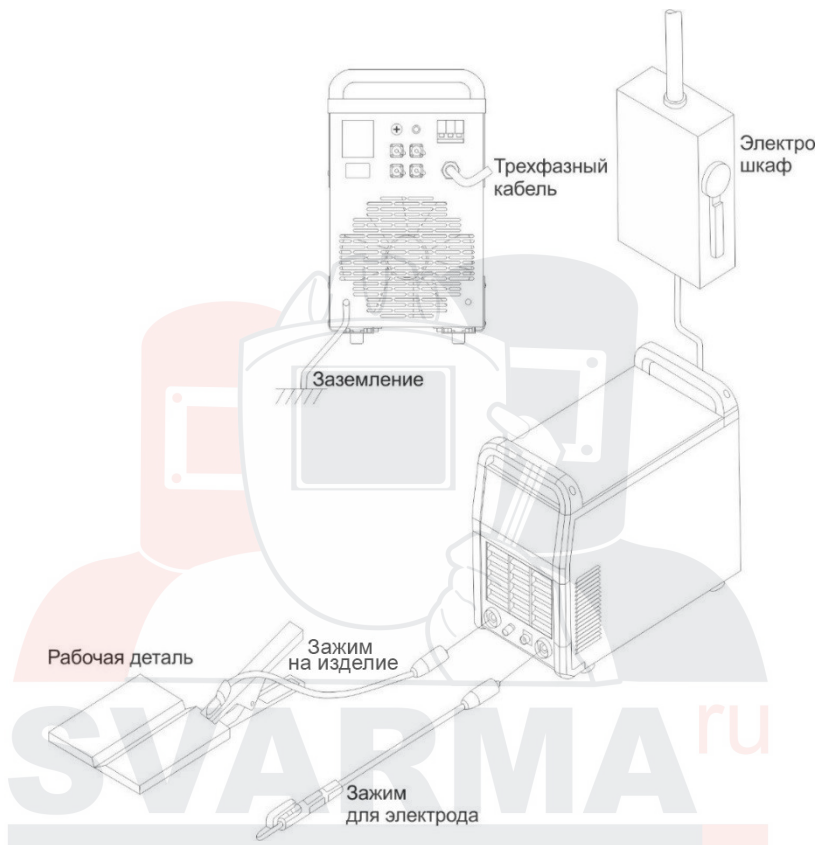 Электро
шкаф
Трехфазный
кабель
Заземление
Зажим
на изделие
Рабочая деталь
SVARMA
ru
Зажим
для электрода